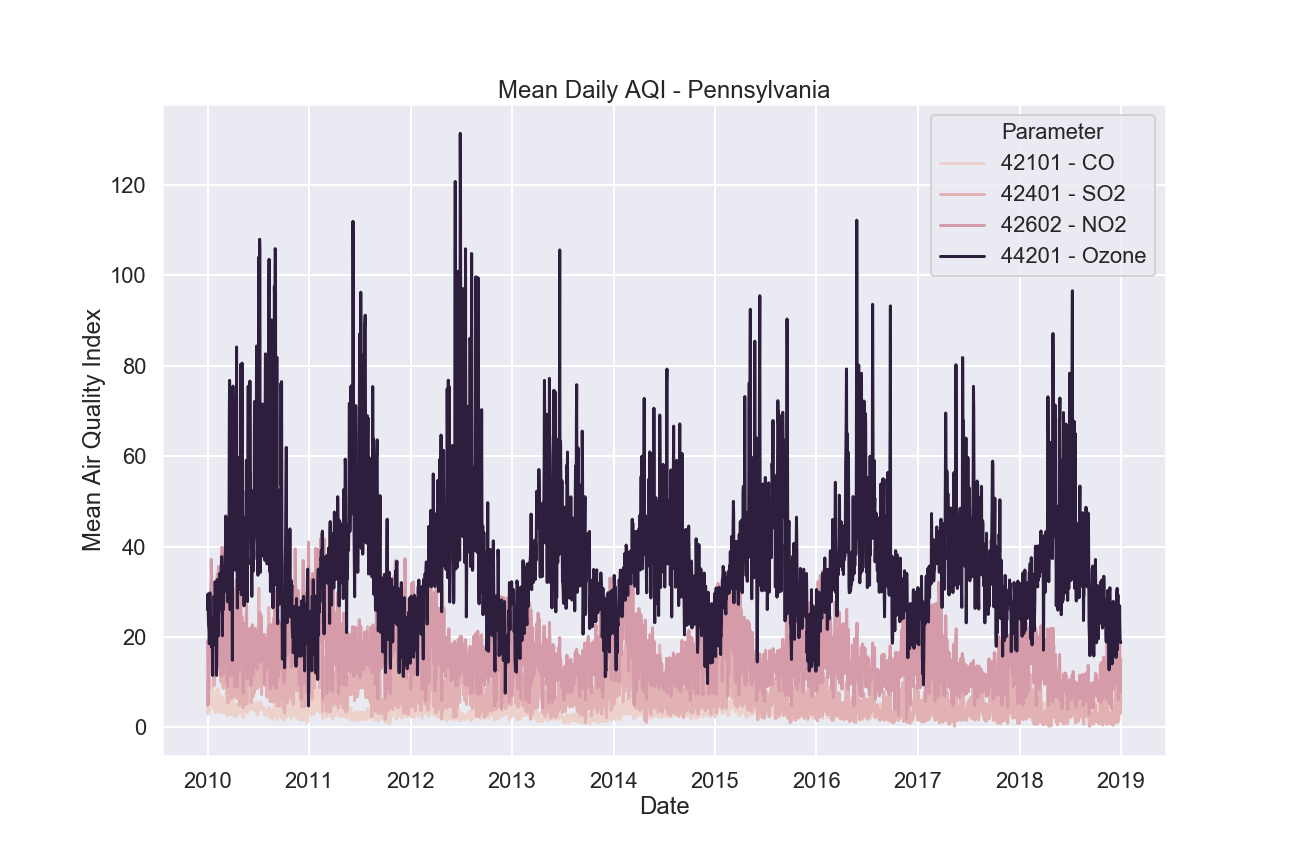 Mean Daily AQI - Pennsylvania
Parameter
42101 - CO
42401 - SO2
42602 - NO2
44201 - Ozone
Mean Air Quality Index
120
100
80
60
40
20
0
2010 2011 2012 2013 2014 2015 2016 2017 2018 2019
Date